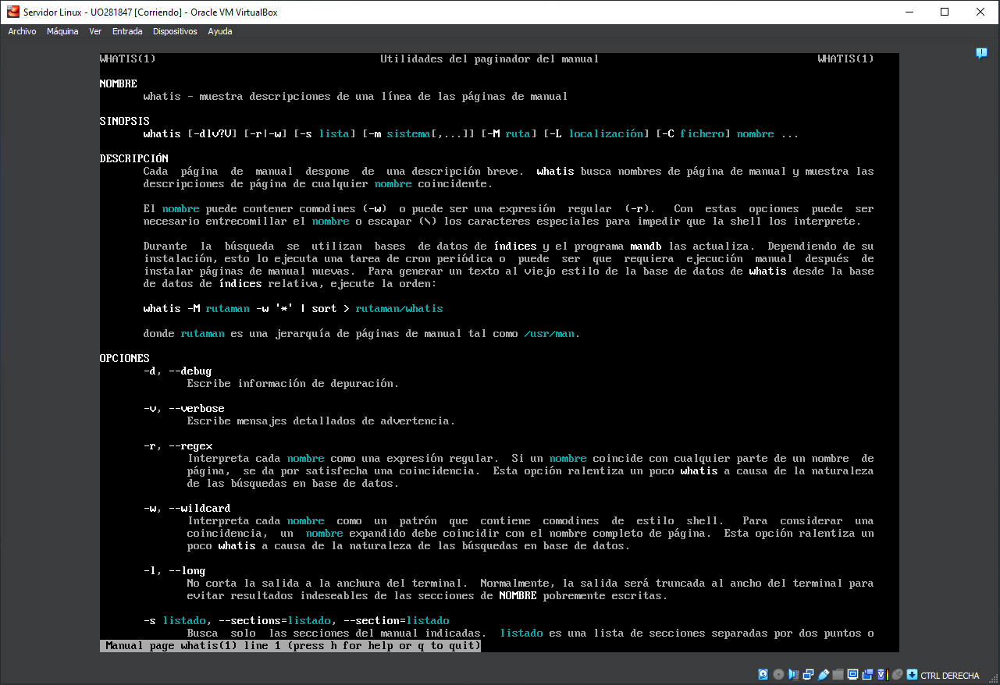 Servidor Linux - UO281847 [Corriendo] - Oracle VM VirtualBox
Archivo Máquina Ver Entrada Dispositivos Ayuda
WHATIS(1) Utilidades del paginador del manual WHATIS(1)
NOMBRE
whatis - muestra descripciones de una línea de las páginas de manual
SINOPSIS
whatis [-dlv?V] [-r|-w] [-s lista] [-m sistema[,...]] [-M ruta] [-L localización] [-C fichero] nombre ...
DESCRIPCIÓN
Cada página de manual despone de una descripción breve. whatis busca nombres de página de manual y muestra las
descripciones de página de cualquier nombre coincidente.
El nombre puede contener comodines (-w) o puede ser una expresión regular (-r). Con estas opciones puede ser
necesario entrecomillar el nombre o escapar (\) los caracteres especiales para impedir que la shell los interprete.
Durante la búsqueda se utilizan bases de datos de índices y el programa mandb las actualiza. Dependiendo de su
instalación, esto lo ejecuta una tarea de cron periódica o puede ser que requiera ejecución manual después de
instalar páginas de manual nuevas. Para generar un texto al viejo estilo de la base de datos de whatis desde la base
de datos de índices relativa, ejecute la orden:
whatis -M rutaman -w '*' | sort > rutaman/whatis
donde rutaman es una jerarquía de páginas de manual tal como /usr/man.
OPCIONES
-d, --debug
Escribe información de depuración.
-v, --verbose
Escribe mensajes detallados de advertencia.
-r, --regex
Interpreta cada nombre como una expresión regular. Si un nombre coincide con cualquier parte de un nombre de
página, se da por satisfecha una coincidencia. Esta opción ralentiza un poco whatis a causa de la naturaleza
de las búsquedas en base de datos.
-w, --wildcard
Interpreta cada nombre como un patrón que contiene comodines de estilo shell. Para considerar una
coincidencia, un nombre expandido debe coincidir con el nombre completo de página. Esta opción ralentiza un
poco whatis a causa de la naturaleza de las búsquedas en base de datos.
-l, --long
No corta la salida a la anchura del terminal. Normalmente, la salida será truncada al ancho del terminal para
evitar resultados indeseables de las secciones de NOMBRE pobremente escritas.
-s listado, --sections=listado, --section=listado
Busca solo las secciones del manual indicadas. listado es una lista de secciones separadas por dos puntos o
Manual page whatis(1) line 1 (press h for help or q to quit)
CTRL DERECHA